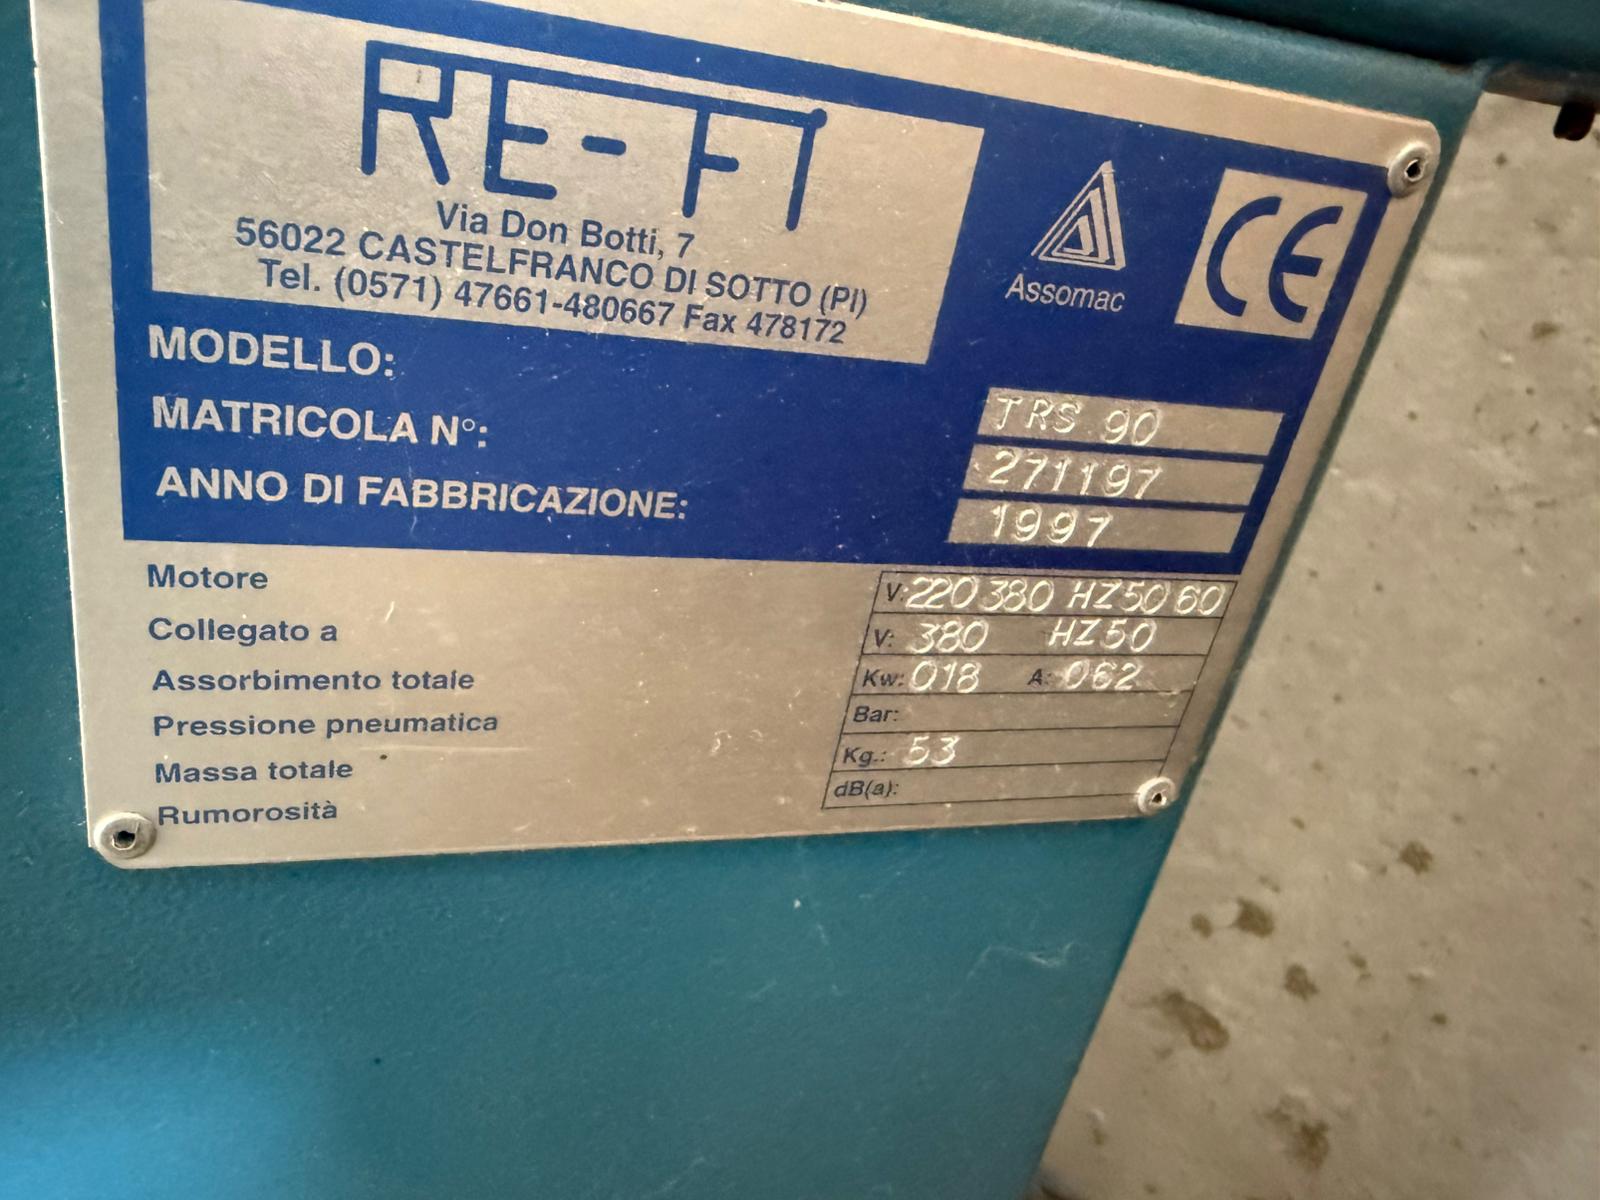 RE-FI
Via Don Botti, 7
56022 CASTELFRANCO DI SOTTO (PI)
Tel. (0571) 47661-480667 Fax 478172
Assomac
CE
MODELLO: TRS 90
MATRICOLA N°: 271197
ANNO DI FABBRICAZIONE: 1997
Motore V: 220 380 HZ 50 60
Collegato a V: 380 HZ 50
Assorbimento totale Kw: 018 A: 062
Pressione pneumatica Bar:
Massa totale Kg.: 53
Rumorosità dB(a):